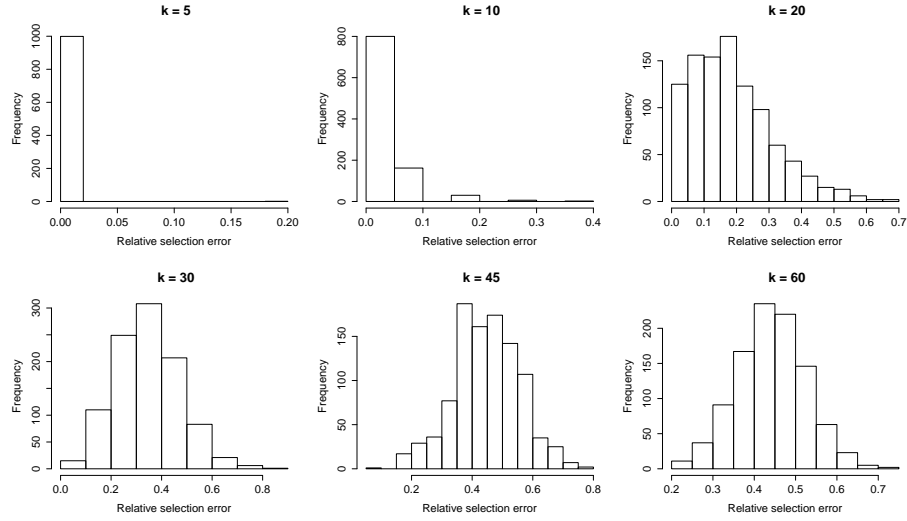 k = 5
Frequency
0 200 400 600 800 1000
0.00 0.05 0.10 0.15 0.20
Relative selection error
k = 10
Frequency
0 200 400 600 800
0.0 0.1 0.2 0.3 0.4
Relative selection error
k = 20
Frequency
0 50 100 150
0.0 0.1 0.2 0.3 0.4 0.5 0.6 0.7
Relative selection error
k = 30
Frequency
0 50 100 200 300
0.0 0.2 0.4 0.6 0.8
Relative selection error
k = 45
Frequency
0 50 100 150
0.2 0.4 0.6 0.8
Relative selection error
k = 60
Frequency
0 50 100 150 200
0.2 0.3 0.4 0.5 0.6 0.7
Relative selection error